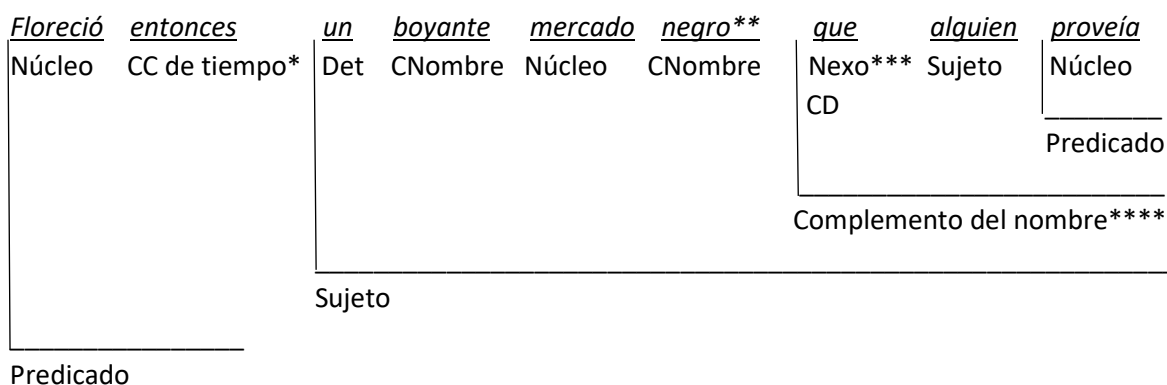 Floreció entonces un boyante mercado negro** que alguien proveía
Núcleo CC de tiempo* Det CNombre Núcleo CNombre Nexo*** Sujeto Núcleo
CD
Predicado
Complemento del nombre****
Sujeto
Predicado